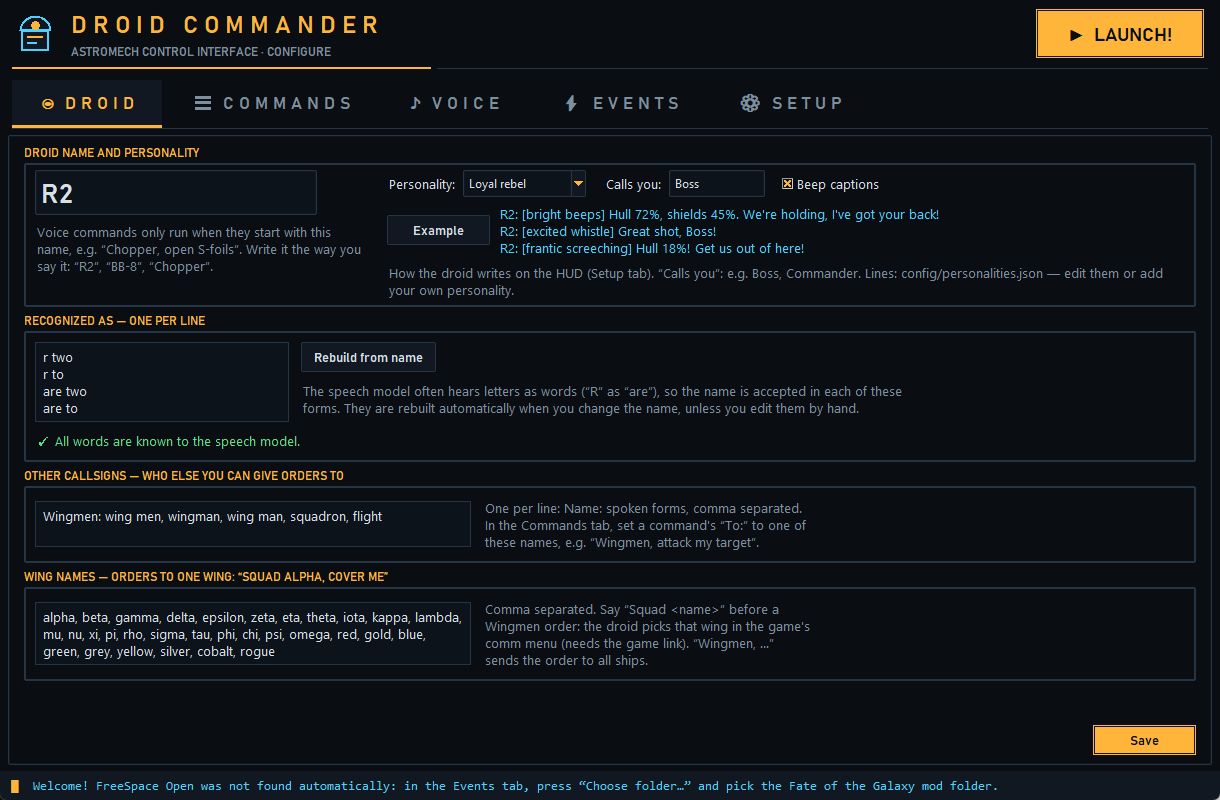 DROID COMMANDER
ASTROMECH CONTROL INTERFACE · CONFIGURE
► LAUNCH!
DROID
COMMANDS
♪ VOICE
EVENTS
SETUP
DROID NAME AND PERSONALITY
R2
Voice commands only run when they start with this
name, e.g. “Chopper, open S-foils”. Write it the way you
say it: “R2”, “BB-8”, “Chopper”.
Personality: Loyal rebel Calls you: Boss ☒ Beep captions
Example
R2: [bright beeps] Hull 72%, shields 45%. We're holding, I've got your back!
R2: [excited whistle] Great shot, Boss!
R2: [frantic screeching] Hull 18%! Get us out of here!
How the droid writes on the HUD (Setup tab). “Calls you”: e.g. Boss, Commander. Lines: config/personalities.json — edit them or add
your own personality.
RECOGNIZED AS — ONE PER LINE
r two
r to
are two
are to
Rebuild from name
The speech model often hears letters as words (“R” as “are”), so the name is accepted in each of these
forms. They are rebuilt automatically when you change the name, unless you edit them by hand.
✓ All words are known to the speech model.
OTHER CALLSIGNS — WHO ELSE YOU CAN GIVE ORDERS TO
Wingmen: wing men, wingman, wing man, squadron, flight
One per line: Name: spoken forms, comma separated.
In the Commands tab, set a command's “To:” to one of
these names, e.g. “Wingmen, attack my target”.
WING NAMES — ORDERS TO ONE WING: “SQUAD ALPHA, COVER ME”
alpha, beta, gamma, delta, epsilon, zeta, eta, theta, iota, kappa, lambda,
mu, nu, xi, pi, rho, sigma, tau, phi, chi, psi, omega, red, gold, blue,
green, grey, yellow, silver, cobalt, rogue
Comma separated. Say “Squad <name>” before a
Wingmen order: the droid picks that wing in the game's
comm menu (needs the game link). “Wingmen, …”
sends the order to all ships.
Save
Welcome! FreeSpace Open was not found automatically: in the Events tab, press “Choose folder…” and pick the Fate of the Galaxy mod folder.